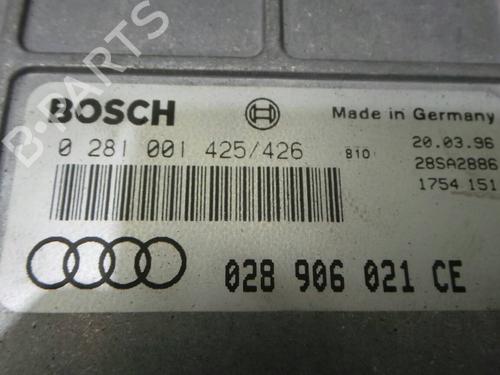 B-PARTS
BOSCH
Made in Germany
0 281 001 425/426
810
20.03.96
28SA2886
1754 151
028 906 021 CE